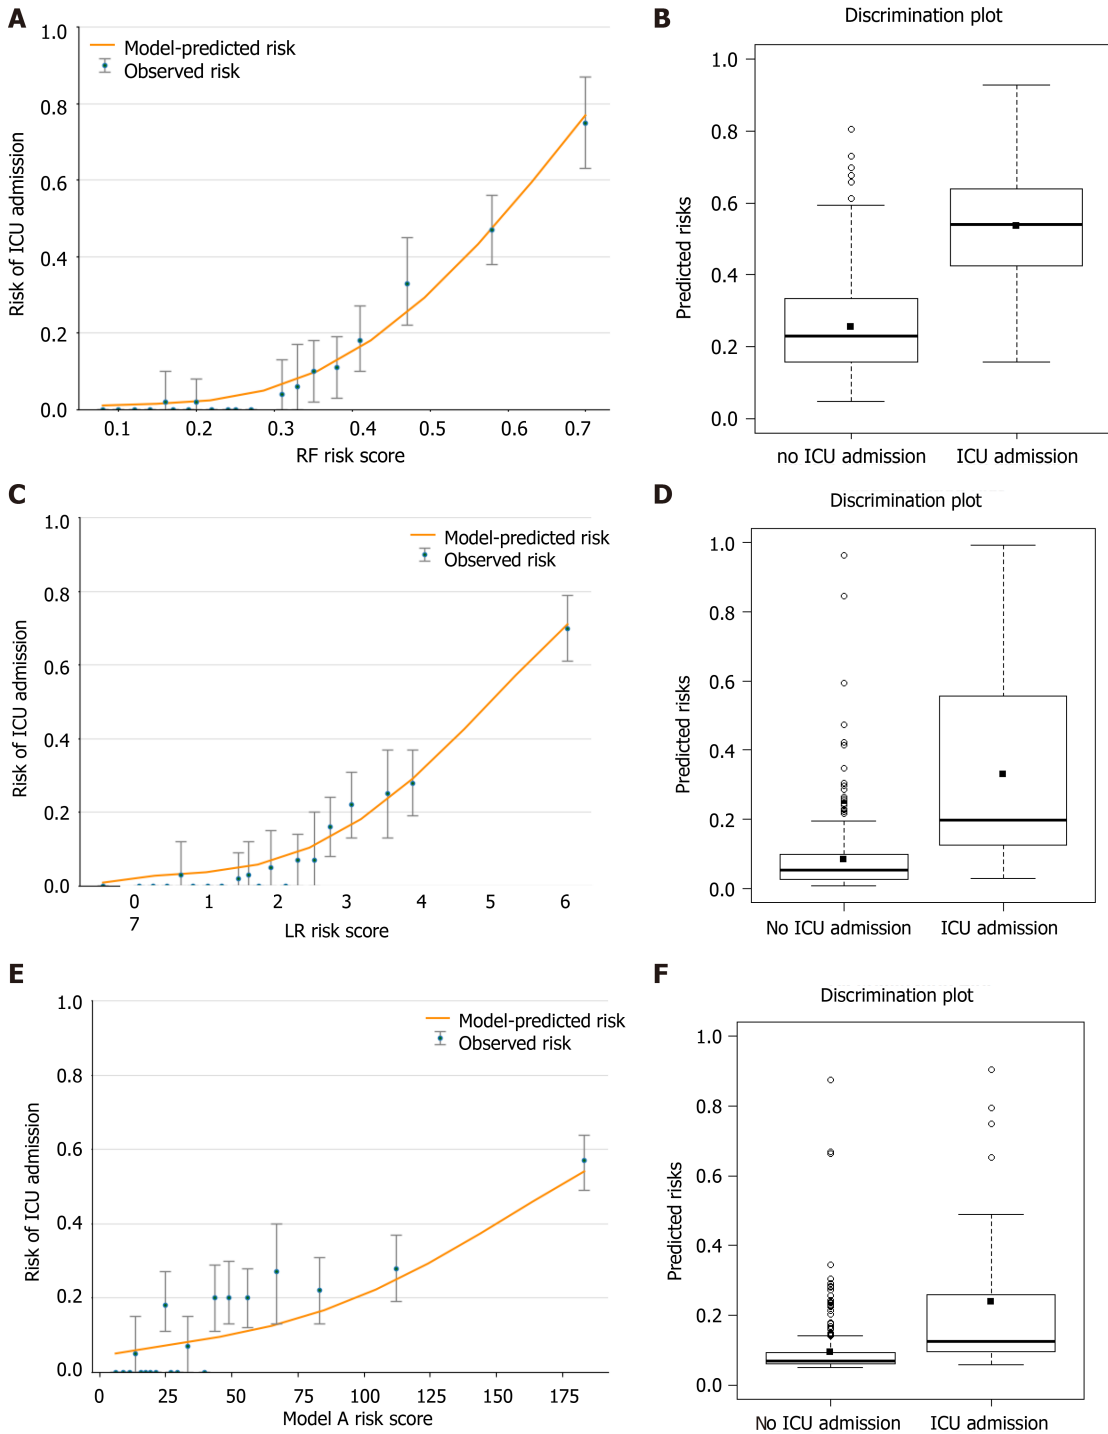 A
1.0
0.8
0.6
0.4
0.2
0.0
Risk of ICU admission
Model-predicted risk
Observed risk
0.1 0.2 0.3 0.4 0.5 0.6 0.7
RF risk score
B
Discrimination plot
1.0
0.8
0.6
0.4
0.2
0.0
Predicted risks
no ICU admission ICU admission
C
1.0
0.8
0.6
0.4
0.2
0.0
Risk of ICU admission
Model-predicted risk
Observed risk
0 1 2 3 4 5 6
7
LR risk score
D
Discrimination plot
1.0
0.8
0.6
0.4
0.2
0.0
Predicted risks
No ICU admission ICU admission
E
1.0
0.8
0.6
0.4
0.2
0.0
Risk of ICU admission
Model-predicted risk
Observed risk
0 25 50 75 100 125 150 175
Model A risk score
F
Discrimination plot
1.0
0.8
0.6
0.4
0.2
0.0
Predicted risks
No ICU admission ICU admission